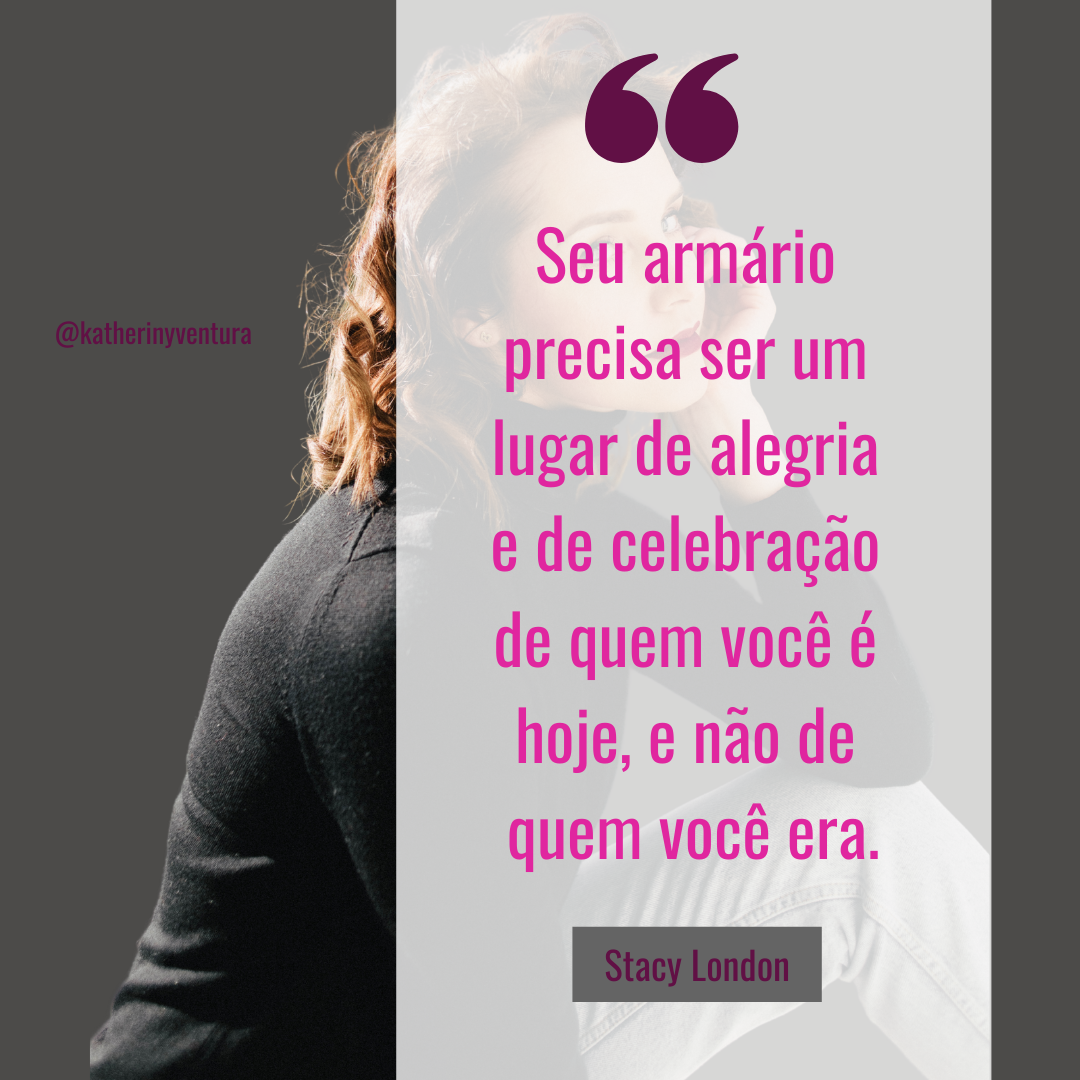 @katherinyventura
“
Seu armário
precisa ser um
lugar de alegria
e de celebração
de quem você é
hoje, e não de
quem você era.
Stacy London